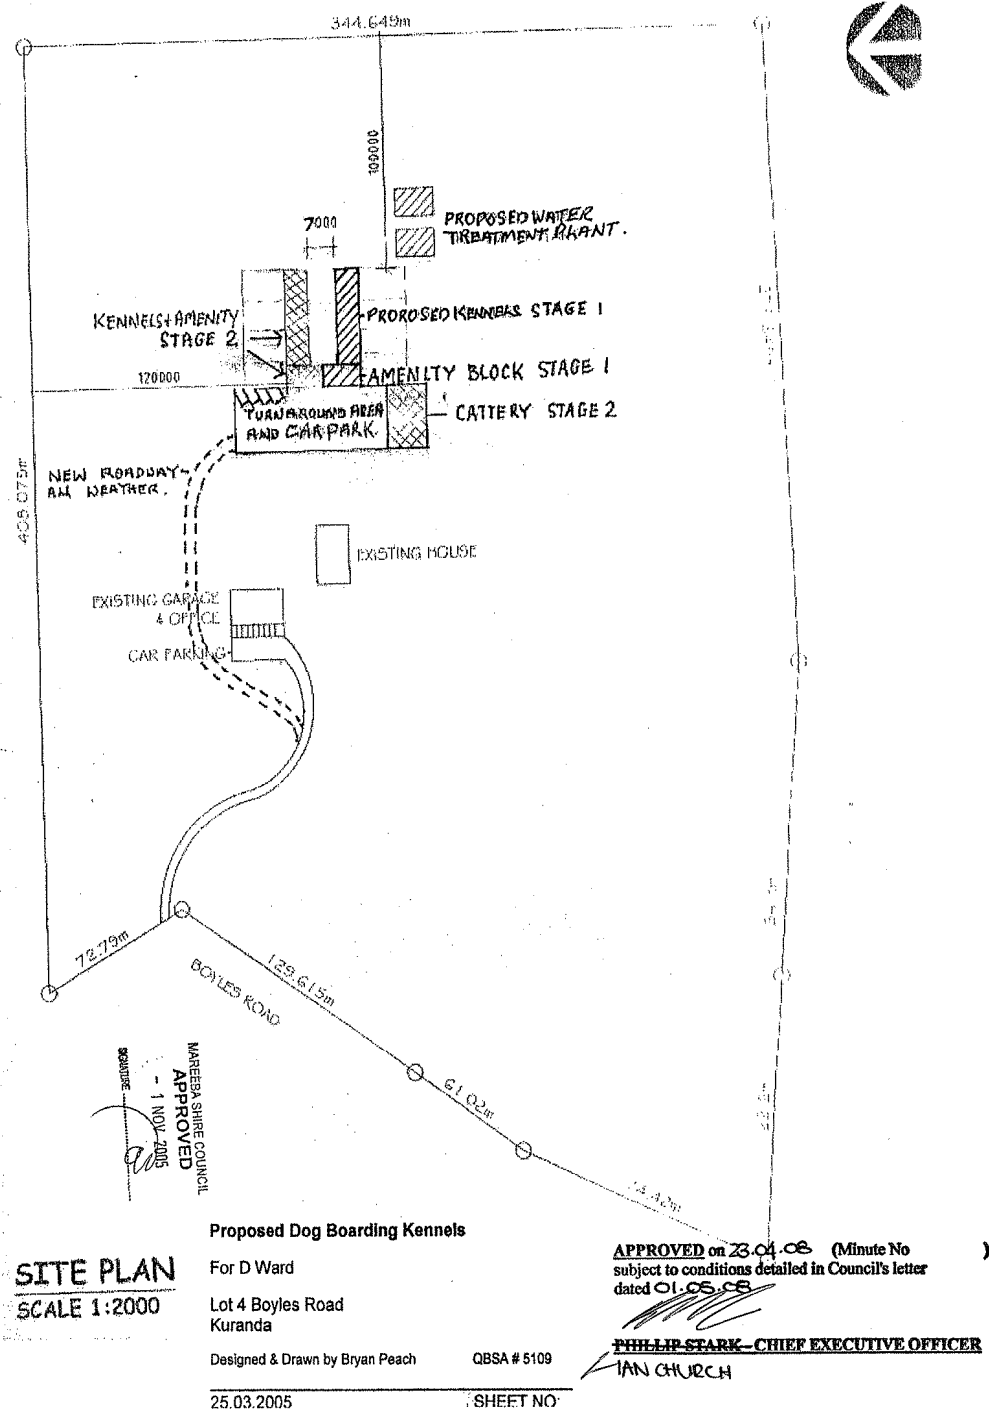 344.649m
100000
7000
PROPOSED WATER
TREATMENT PLANT.
KENNELS+AMENITY
STAGE 2
PROROSED KENNELS STAGE 1
120000
AMENITY BLOCK STAGE 1
TURNAROUND AREA
AND CAR PARK
CATTERY STAGE 2
408.075m
NEW ROADWAY
ALL WEATHER.
EXISTING HOUSE
EXISTING GARAGE
& OFFICE
CAR PARKING
72.79m
BOYLES ROAD
129.615m
61.02m
MAREEBA SHIRE COUNCIL
APPROVED
- 1 NOV 2005
SIGNATURE
SITE PLAN
SCALE 1:2000
Proposed Dog Boarding Kennels
For D Ward
Lot 4 Boyles Road
Kuranda
Designed & Drawn by Bryan Peach QBSA # 5109
25.03.2005 SHEET NO:
APPROVED on 23.04.08 (Minute No )
subject to conditions detailed in Council's letter
dated 01.05.08
PHILLIP STARK - CHIEF EXECUTIVE OFFICER
IAN CHURCH